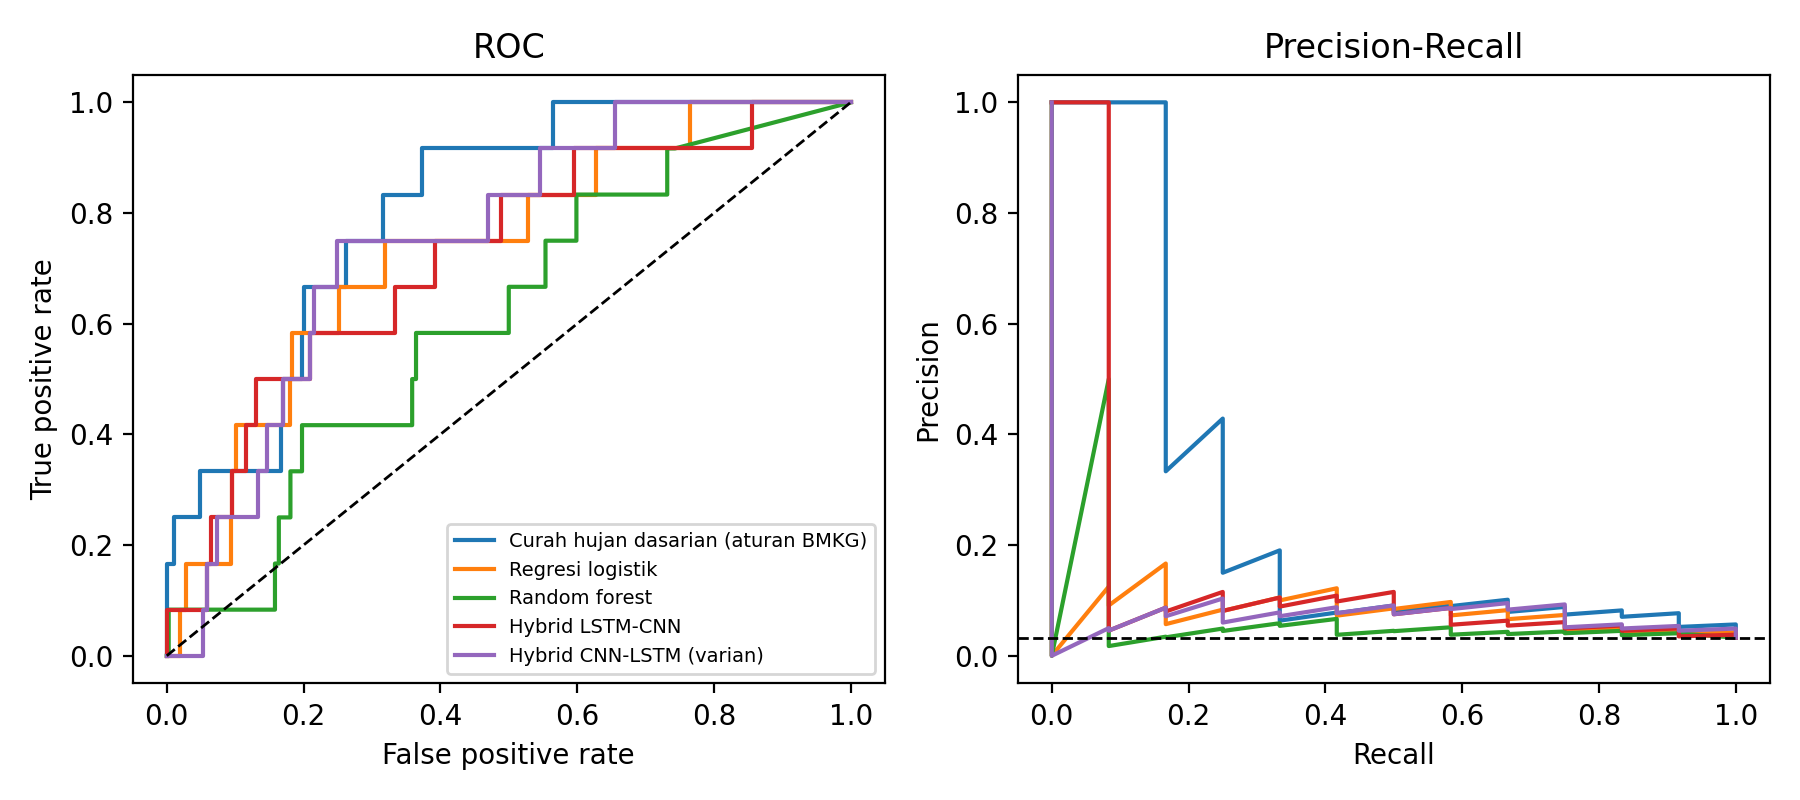 ROC
True positive rate
1.0
0.8
0.6
0.4
0.2
0.0
Curah hujan dasarian (aturan BMKG)
Regresi logistik
Random forest
Hybrid LSTM-CNN
Hybrid CNN-LSTM (varian)
0.0 0.2 0.4 0.6 0.8 1.0
False positive rate
Precision-Recall
Precision
1.0
0.8
0.6
0.4
0.2
0.0
0.0 0.2 0.4 0.6 0.8 1.0
Recall